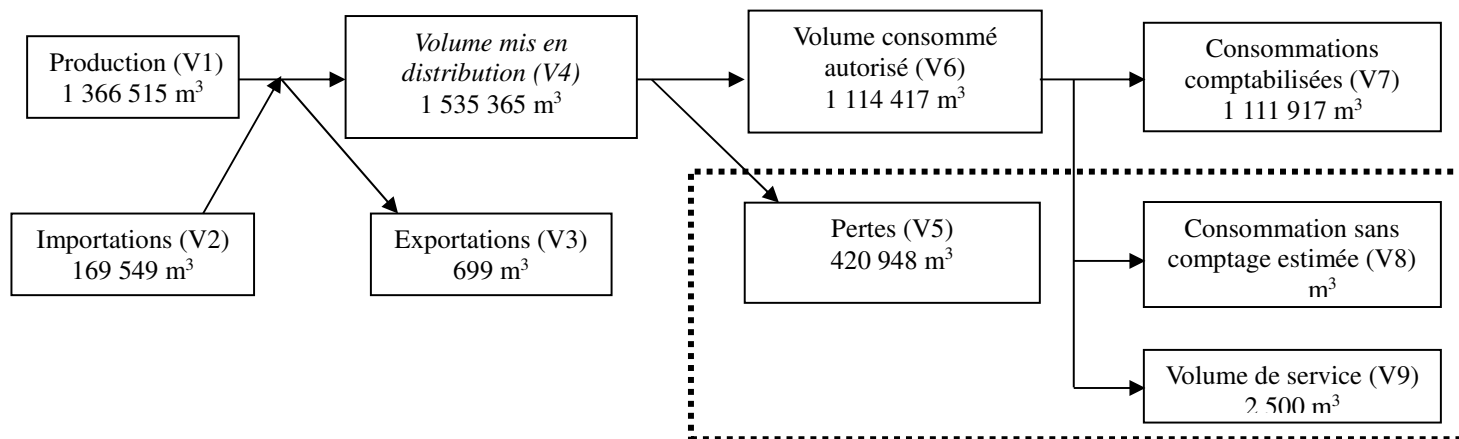 Production (V1)
1 366 515 m³
Volume mis en
distribution (V4)
1 535 365 m³
Volume consommé
autorisé (V6)
1 114 417 m³
Consommations
comptabilisées (V7)
1 111 917 m³
Importations (V2)
169 549 m³
Exportations (V3)
699 m³
Pertes (V5)
420 948 m³
Consommation sans
comptage estimée (V8)
m³
Volume de service (V9)
2 500 m³